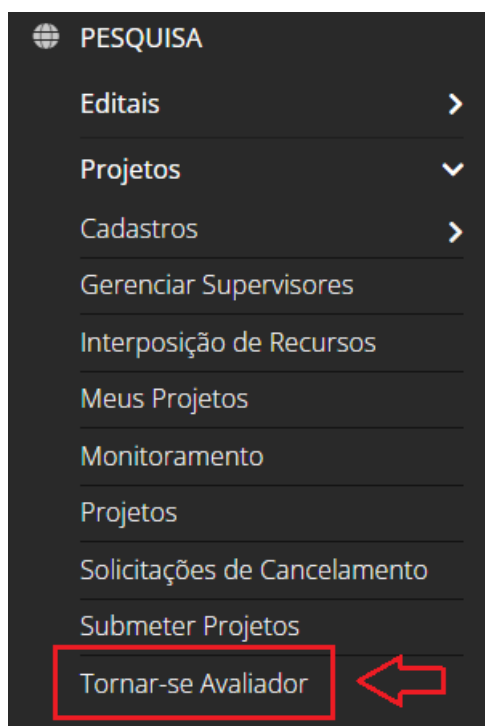 PESQUISA
Editais
Projetos
Cadastros
Gerenciar Supervisores
Interposição de Recursos
Meus Projetos
Monitoramento
Projetos
Solicitações de Cancelamento
Submeter Projetos
Tornar-se Avaliador